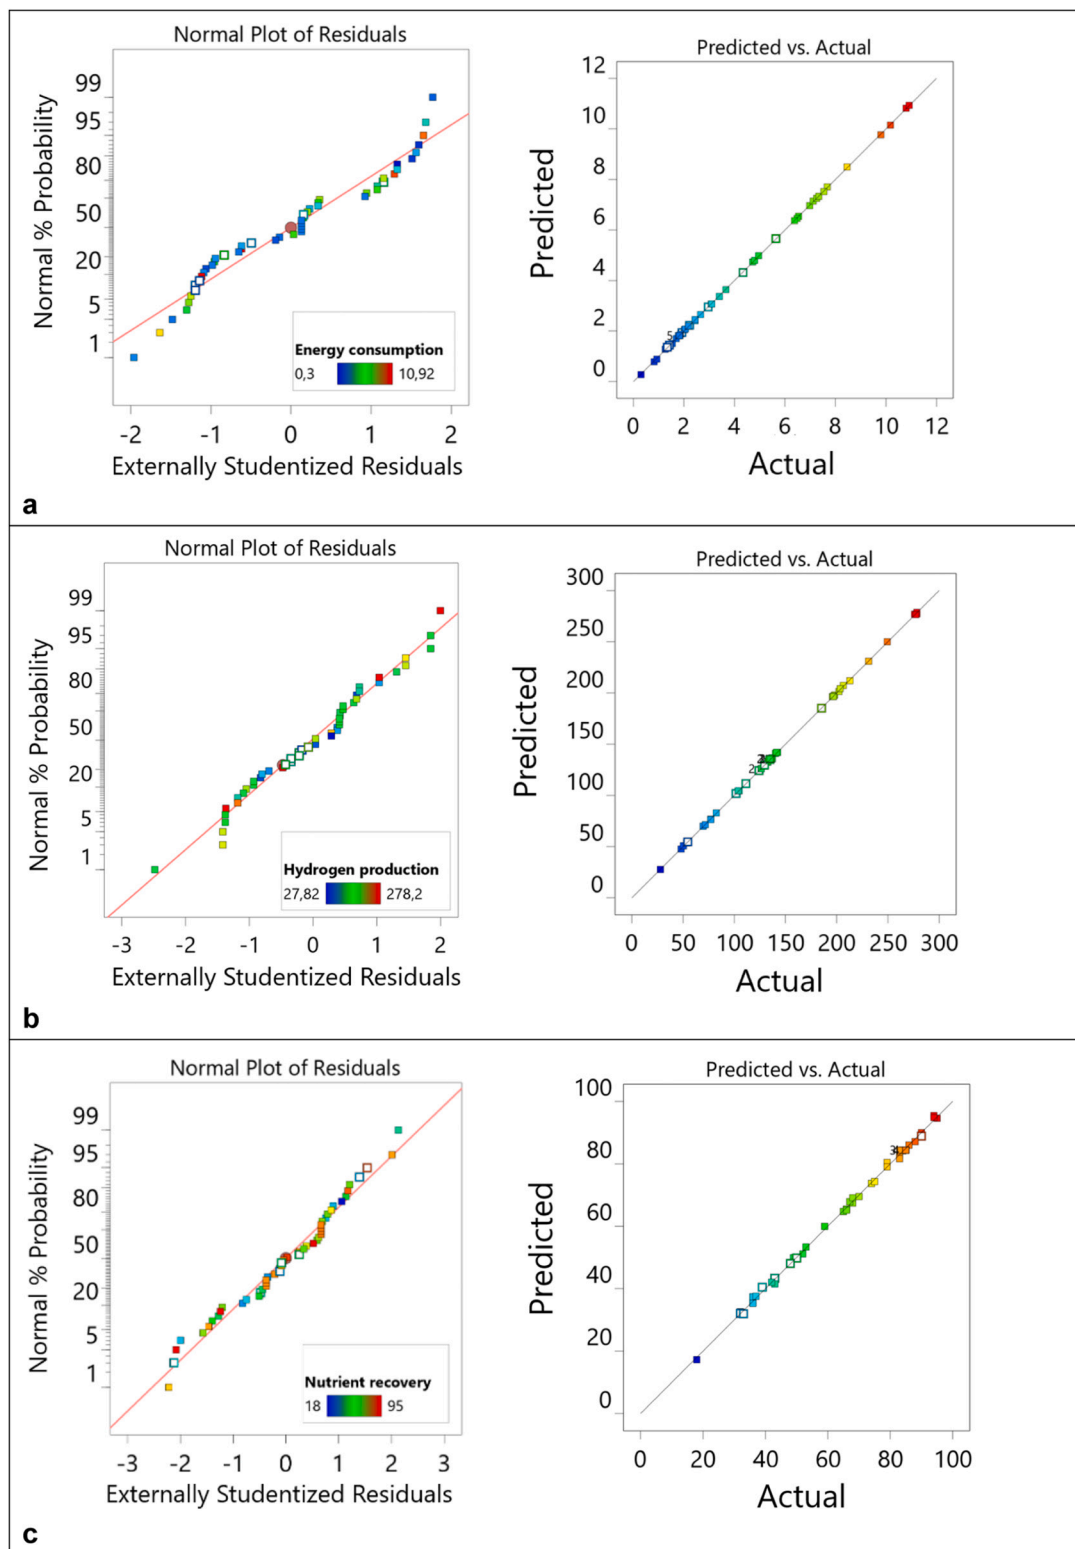 Normal Plot of Residuals
Normal % Probability
99
95
80
50
20
5
1
Energy consumption
0,3 10,92
-2 -1 0 1 2
Externally Studentized Residuals
Predicted vs. Actual
Predicted
12
10
8
6
4
2
0
5
0 2 4 6 8 10 12
Actual
a
Normal Plot of Residuals
Normal % Probability
99
95
80
50
20
5
1
Hydrogen production
27,82 278,2
-3 -2 -1 0 1 2
Externally Studentized Residuals
Predicted vs. Actual
Predicted
300
250
200
150
100
50
0
2
0 50 100 150 200 250 300
Actual
b
Normal Plot of Residuals
Normal % Probability
99
95
80
50
20
5
1
Nutrient recovery
18 95
-3 -2 -1 0 1 2 3
Externally Studentized Residuals
Predicted vs. Actual
Predicted
100
80
60
40
20
0
3
0 20 40 60 80 100
Actual
c